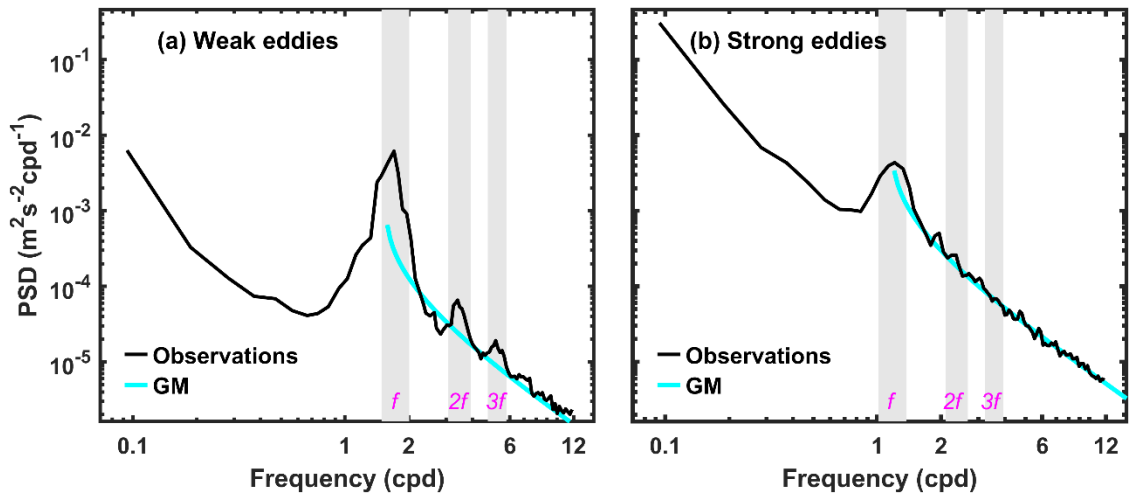 (a) Weak eddies
(b) Strong eddies
PSD (m²s⁻²cpd⁻¹)
10⁻¹
10⁻²
10⁻³
10⁻⁴
10⁻⁵
Observations
GM
f 2f 3f
Observations
GM
f 2f 3f
0.1 1 2 6 12
0.1 1 2 6 12
Frequency (cpd)
Frequency (cpd)